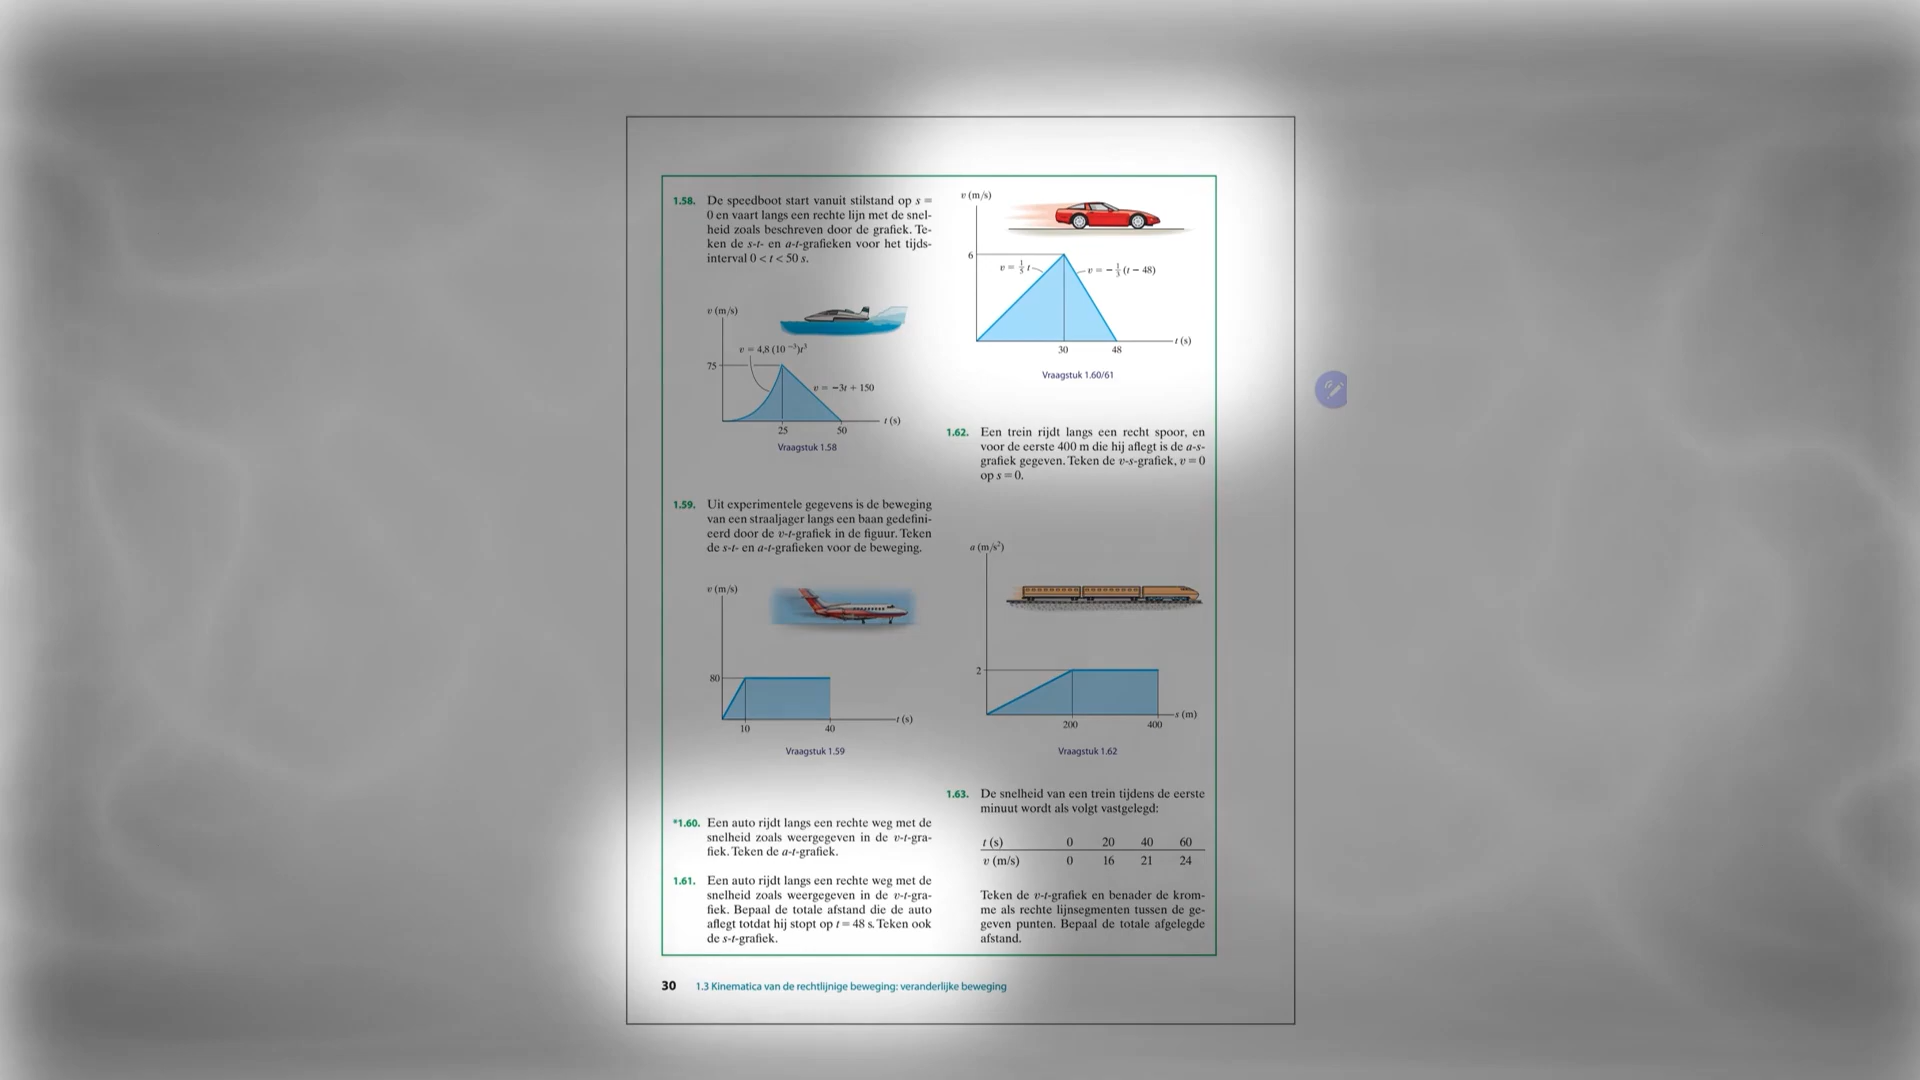 1.58. De speedboot start vanuit stilstand op s =
0 en vaart langs een rechte lijn met de snel-
heid zoals beschreven door de grafiek. Te-
ken de s-t- en a-t-grafieken voor het tijds-
interval 0 < t < 50 s.
v (m/s)
v = 4,8 (10⁻³)t³
75
v = −3t + 150
t (s)
25
50
Vraagstuk 1.58
1.59. Uit experimentele gegevens is de beweging
van een straaljager langs een baan gedefini-
eerd door de v-t-grafiek in de figuur. Teken
de s-t- en a-t-grafieken voor de beweging.
v (m/s)
80
t (s)
10
40
Vraagstuk 1.59
*1.60. Een auto rijdt langs een rechte weg met de
snelheid zoals weergegeven in de v-t-gra-
fiek. Teken de a-t-grafiek.
1.61. Een auto rijdt langs een rechte weg met de
snelheid zoals weergegeven in de v-t-gra-
fiek. Bepaal de totale afstand die de auto
aflegt totdat hij stopt op t = 48 s. Teken ook
de s-t-grafiek.
v (m/s)
6
v = 1/5 t
v = − 1/3 (t − 48)
t (s)
30
48
Vraagstuk 1.60/61
1.62. Een trein rijdt langs een recht spoor, en
voor de eerste 400 m die hij aflegt is de a-s-
grafiek gegeven. Teken de v-s-grafiek, v = 0
op s = 0.
a (m/s²)
2
s (m)
200
400
Vraagstuk 1.62
1.63. De snelheid van een trein tijdens de eerste
minuut wordt als volgt vastgelegd:
t (s) 0 20 40 60
v (m/s) 0 16 21 24
Teken de v-t-grafiek en benader de krom-
me als rechte lijnsegmenten tussen de ge-
geven punten. Bepaal de totale afgelegde
afstand.
30 1.3 Kinematica van de rechtlijnige beweging: veranderlijke beweging